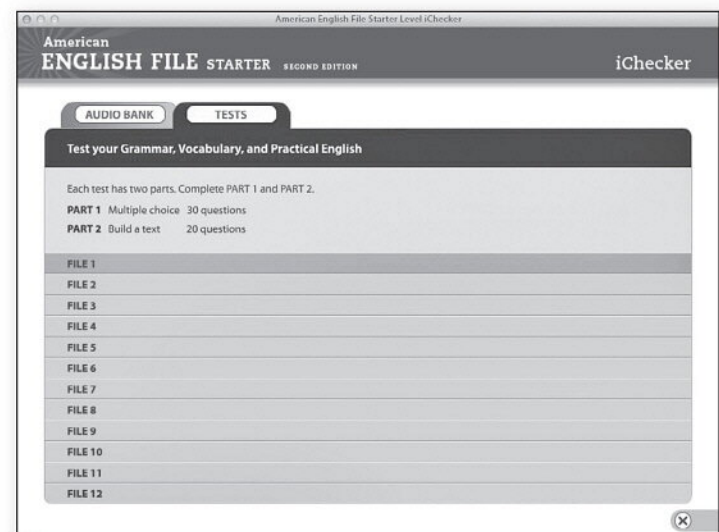 American English File Starter Level iChecker
American
ENGLISH FILE STARTER SECOND EDITION
iChecker
AUDIO BANK
TESTS
Test your Grammar, Vocabulary, and Practical English
Each test has two parts. Complete PART 1 and PART 2.
PART 1 Multiple choice 30 questions
PART 2 Build a text 20 questions
FILE 1
FILE 2
FILE 3
FILE 4
FILE 5
FILE 6
FILE 7
FILE 8
FILE 9
FILE 10
FILE 11
FILE 12